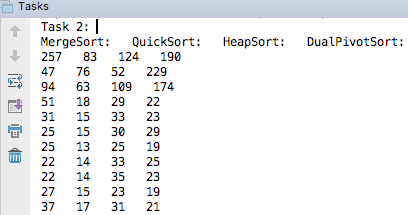 Tasks
Task 2:
MergeSort: QuickSort: HeapSort: DualPivotSort:
257 83 124 190
47 76 52 229
94 63 109 174
51 18 29 22
31 15 33 23
25 15 30 29
25 13 25 19
22 14 33 25
22 14 35 23
27 15 23 19
37 17 31 21